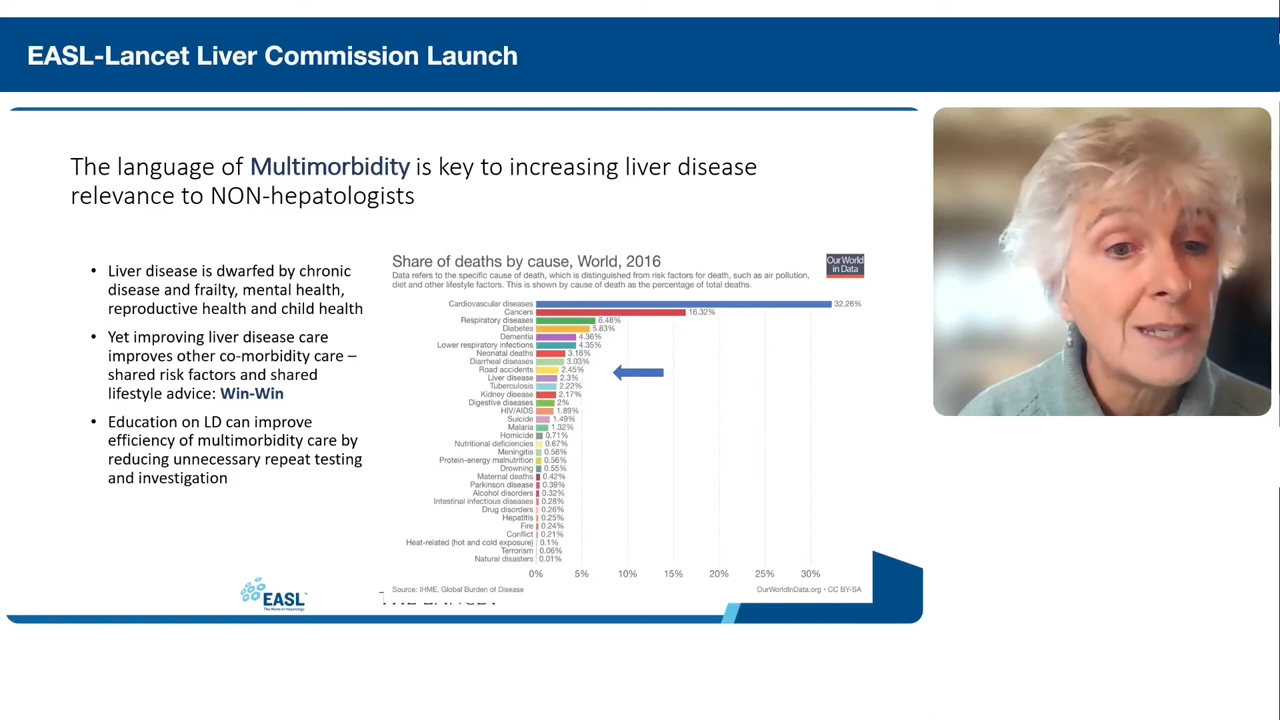 EASL-Lancet Liver Commission Launch
The language of Multimorbidity is key to increasing liver disease
relevance to NON-hepatologists
• Liver disease is dwarfed by chronic
disease and frailty, mental health,
reproductive health and child health
• Yet improving liver disease care
improves other co-morbidity care –
shared risk factors and shared
lifestyle advice: Win-Win
• Education on LD can improve
efficiency of multimorbidity care by
reducing unnecessary repeat testing
and investigation
Share of deaths by cause, World, 2016
Our World
in Data
Data refers to the specific cause of death, which is distinguished from risk factors for death, such as air pollution,
diet and other lifestyle factors. This is shown by cause of death as the percentage of total deaths.
Cardiovascular diseases 32.26%
Cancers 16.32%
Respiratory diseases 6.48%
Diabetes 5.83%
Dementia 4.36%
Lower respiratory infections 4.35%
Neonatal deaths 3.16%
Diarrheal diseases 3.03%
Road accidents 2.45%
Liver disease 2.3%
Tuberculosis 2.22%
Kidney disease 2.17%
Digestive diseases 2%
HIV/AIDS 1.89%
Suicide 1.49%
Malaria 1.32%
Homicide 0.71%
Nutritional deficiencies 0.67%
Meningitis 0.58%
Protein-energy malnutrition 0.56%
Drowning 0.55%
Maternal deaths 0.42%
Parkinson disease 0.39%
Alcohol disorders 0.32%
Intestinal infectious diseases 0.28%
Drug disorders 0.26%
Hepatitis 0.25%
Fire 0.24%
Conflict 0.21%
Heat-related (hot and cold exposure) 0.1%
Terrorism 0.06%
Natural disasters 0.01%
0% 5% 10% 15% 20% 25% 30%
Source: IHME, Global Burden of Disease
OurWorldInData.org • CC BY-SA
EASL
The Home of Hepatology